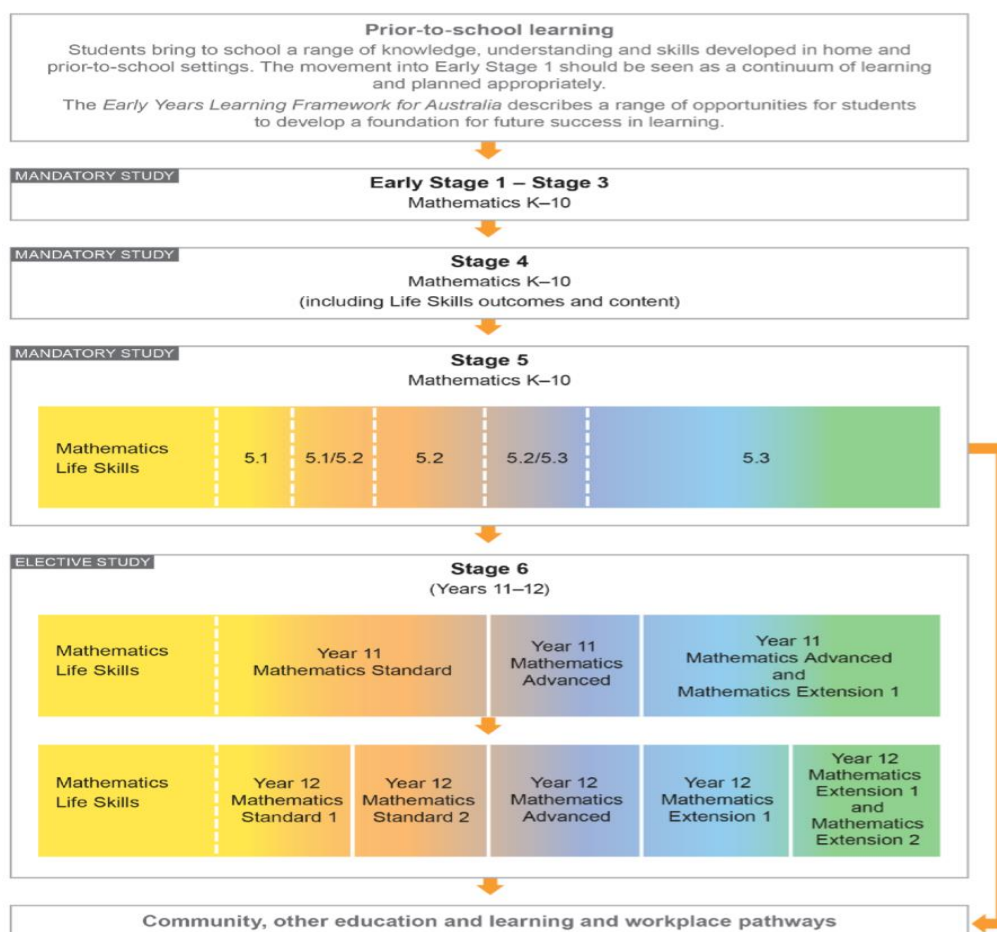 Prior-to-school learning
Students bring to school a range of knowledge, understanding and skills developed in home and
prior-to-school settings. The movement into Early Stage 1 should be seen as a continuum of learning
and planned appropriately.
The Early Years Learning Framework for Australia describes a range of opportunities for students
to develop a foundation for future success in learning.
MANDATORY STUDY
Early Stage 1 – Stage 3
Mathematics K–10
MANDATORY STUDY
Stage 4
Mathematics K–10
(including Life Skills outcomes and content)
MANDATORY STUDY
Stage 5
Mathematics K–10
Mathematics
Life Skills
5.1
5.1/5.2
5.2
5.2/5.3
5.3
ELECTIVE STUDY
Stage 6
(Years 11–12)
Mathematics
Life Skills
Year 11
Mathematics Standard
Year 11
Mathematics
Advanced
Year 11
Mathematics Advanced
and
Mathematics Extension 1
Mathematics
Life Skills
Year 12
Mathematics
Standard 1
Year 12
Mathematics
Standard 2
Year 12
Mathematics
Advanced
Year 12
Mathematics
Extension 1
Year 12
Mathematics
Extension 1
and
Mathematics
Extension 2
Community, other education and learning and workplace pathways